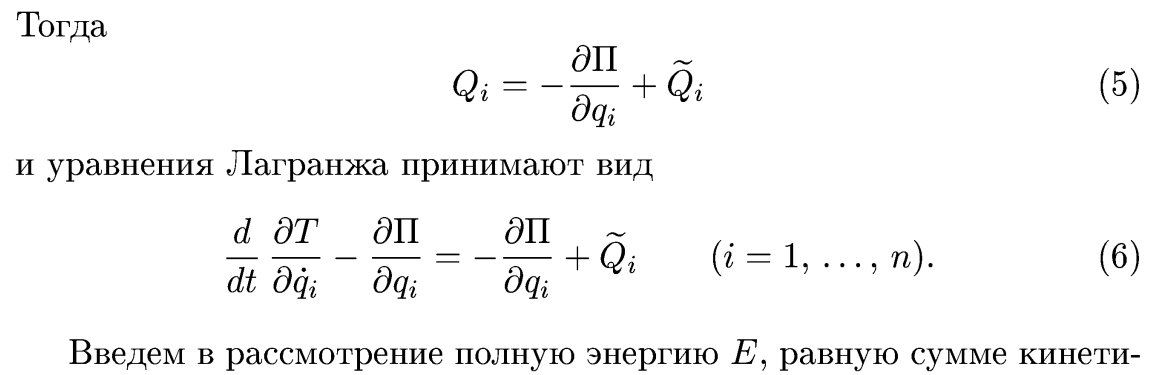 Тогда
Q_i = −∂Π/∂q_i + Q̃_i (5)
и уравнения Лагранжа принимают вид
d/dt ∂T/∂q̇_i − ∂Π/∂q_i = −∂Π/∂q_i + Q̃_i (i = 1, ..., n). (6)
Введем в рассмотрение полную энергию E, равную сумме кинети-